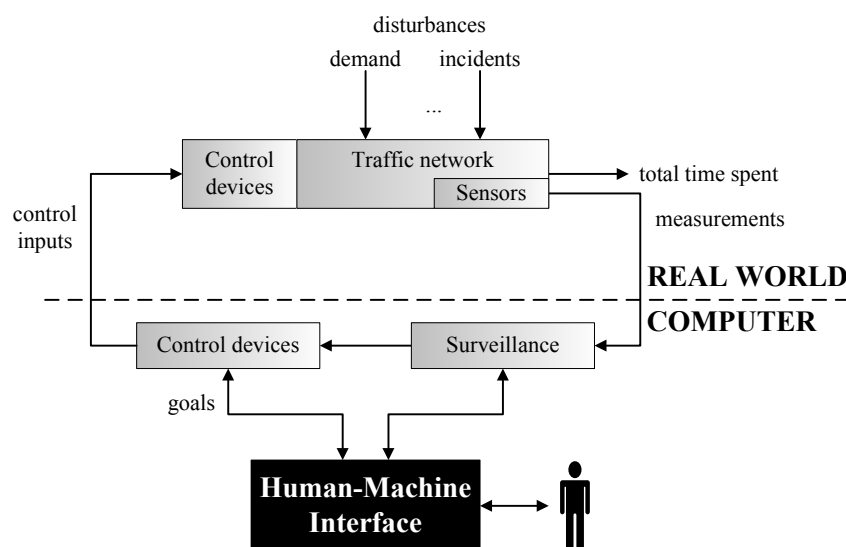 disturbances
demand incidents
...
Control devices
Traffic network
Sensors
total time spent
measurements
control inputs
REAL WORLD
COMPUTER
Control devices
Surveillance
goals
Human-Machine
Interface